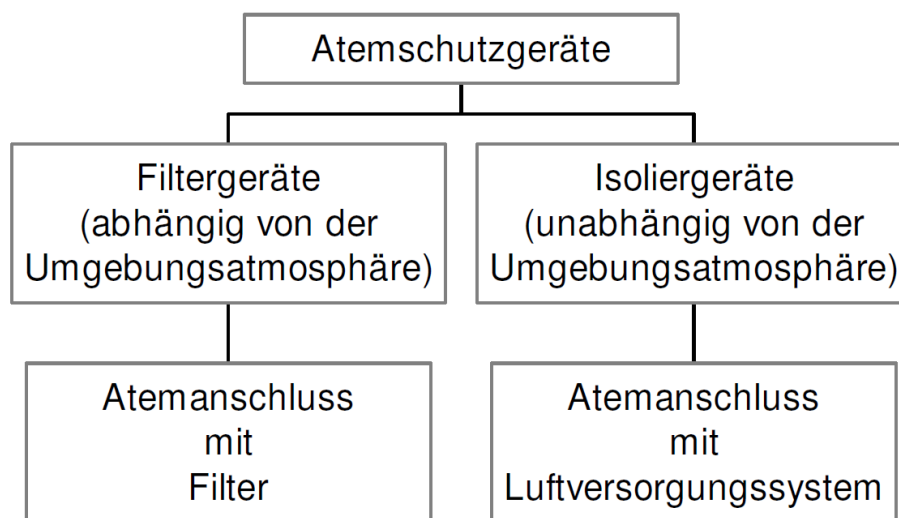 Atemschutzgeräte
Filtergeräte
(abhängig von der
Umgebungsatmosphäre)
Isoliergeräte
(unabhängig von der
Umgebungsatmosphäre)
Atemanschluss
mit
Filter
Atemanschluss
mit
Luftversorgungssystem